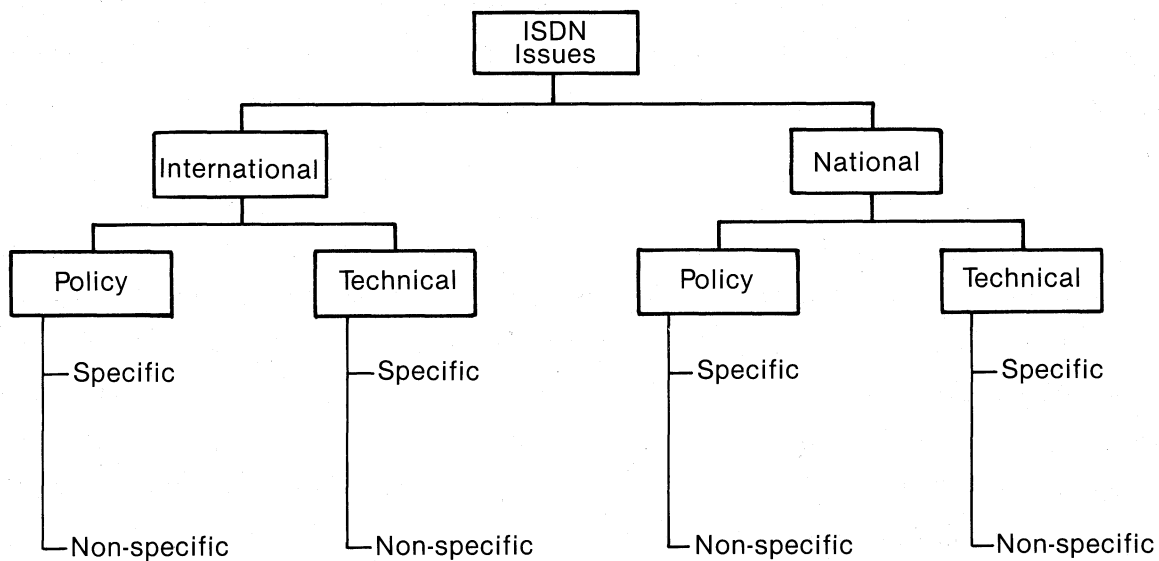 ISDN
Issues
International
National
Policy
Technical
Policy
Technical
Specific
Specific
Specific
Specific
Non-specific
Non-specific
Non-specific
Non-specific